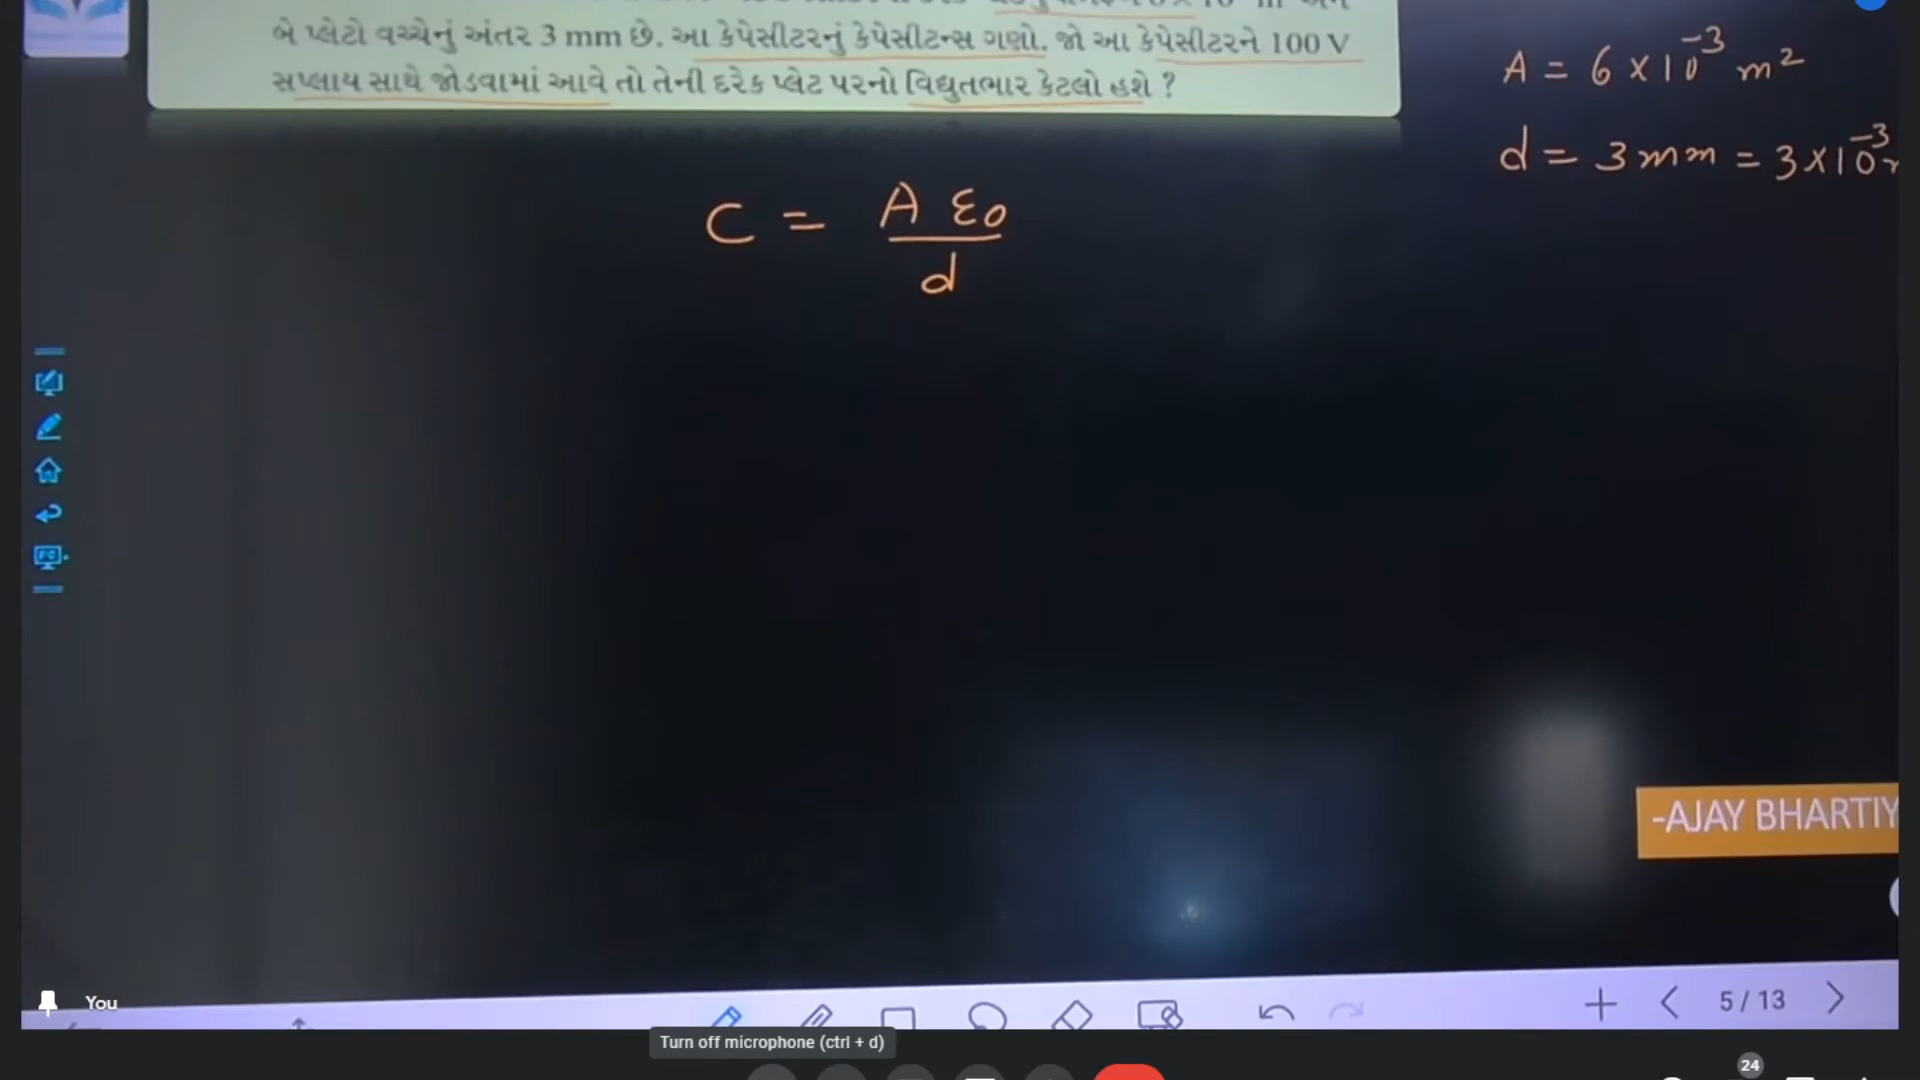 બે પ્લેટો વચ્ચેનું અંતર 3 mm છે. આ કેપેસીટરનું કેપેસીટન્સ ગણો. જો આ કેપેસીટરને 100 V
સપ્લાય સાથે જોડવામાં આવે તો તેની દરેક પ્લેટ પરનો વિદ્યુતભાર કેટલો હશે ?
A = 6 × 10⁻³ m²
d = 3 mm = 3 × 10⁻³
C = A ε₀ / d
-AJAY BHARTIY
You
5 / 13
Turn off microphone (ctrl + d)
24